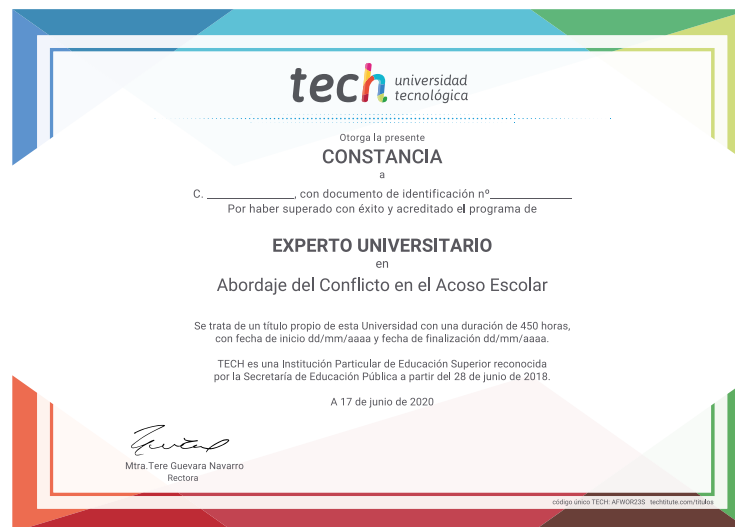 tech universidad
tecnológica
Otorga la presente
CONSTANCIA
a
C. ______________, con documento de identificación nº_____________
Por haber superado con éxito y acreditado el programa de
EXPERTO UNIVERSITARIO
en
Abordaje del Conflicto en el Acoso Escolar
Se trata de un título propio de esta Universidad con una duración de 450 horas,
con fecha de inicio dd/mm/aaaa y fecha de finalización dd/mm/aaaa.
TECH es una Institución Particular de Educación Superior reconocida
por la Secretaría de Educación Pública a partir del 28 de junio de 2018.
A 17 de junio de 2020
Mtra.Tere Guevara Navarro
Rectora
código único TECH: AFWOR23S techtitute.com/titulos